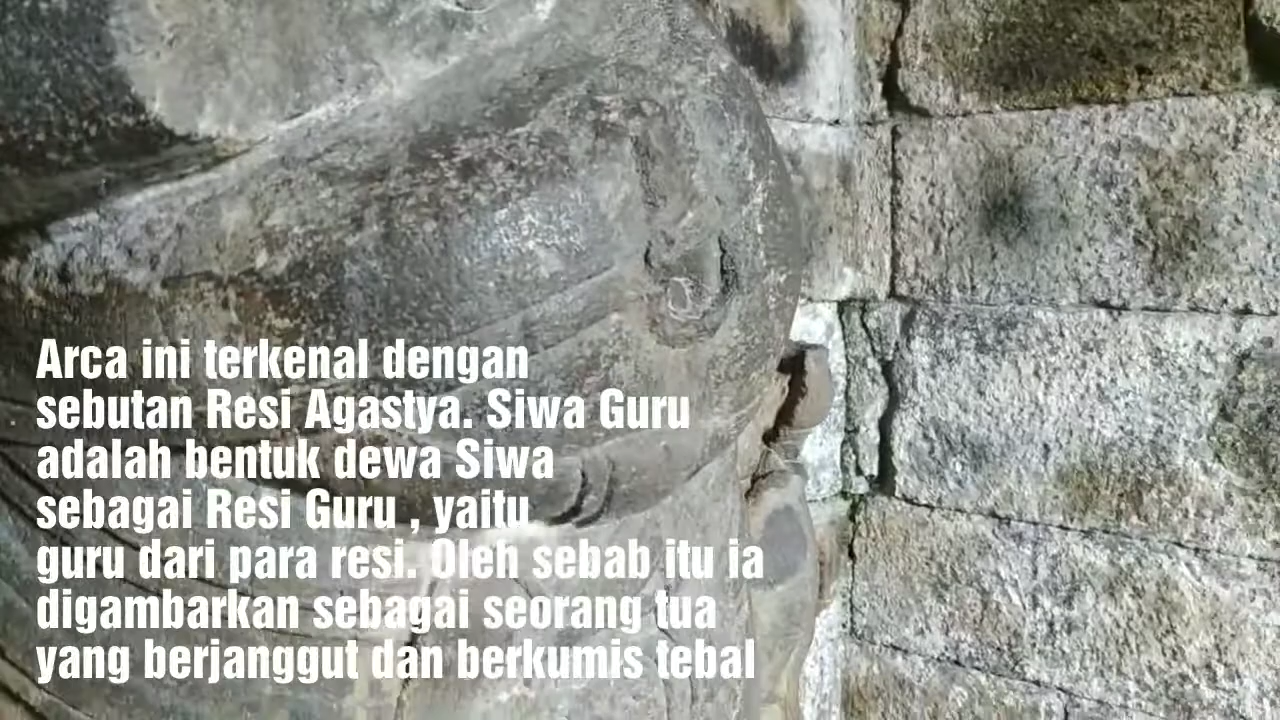 Arca ini terkenal dengan
sebutan Resi Agastya. Siwa Guru
adalah bentuk dewa Siwa
sebagai Resi Guru , yaitu
guru dari para resi. Oleh sebab itu ia
digambarkan sebagai seorang tua
yang berjanggut dan berkumis tebal